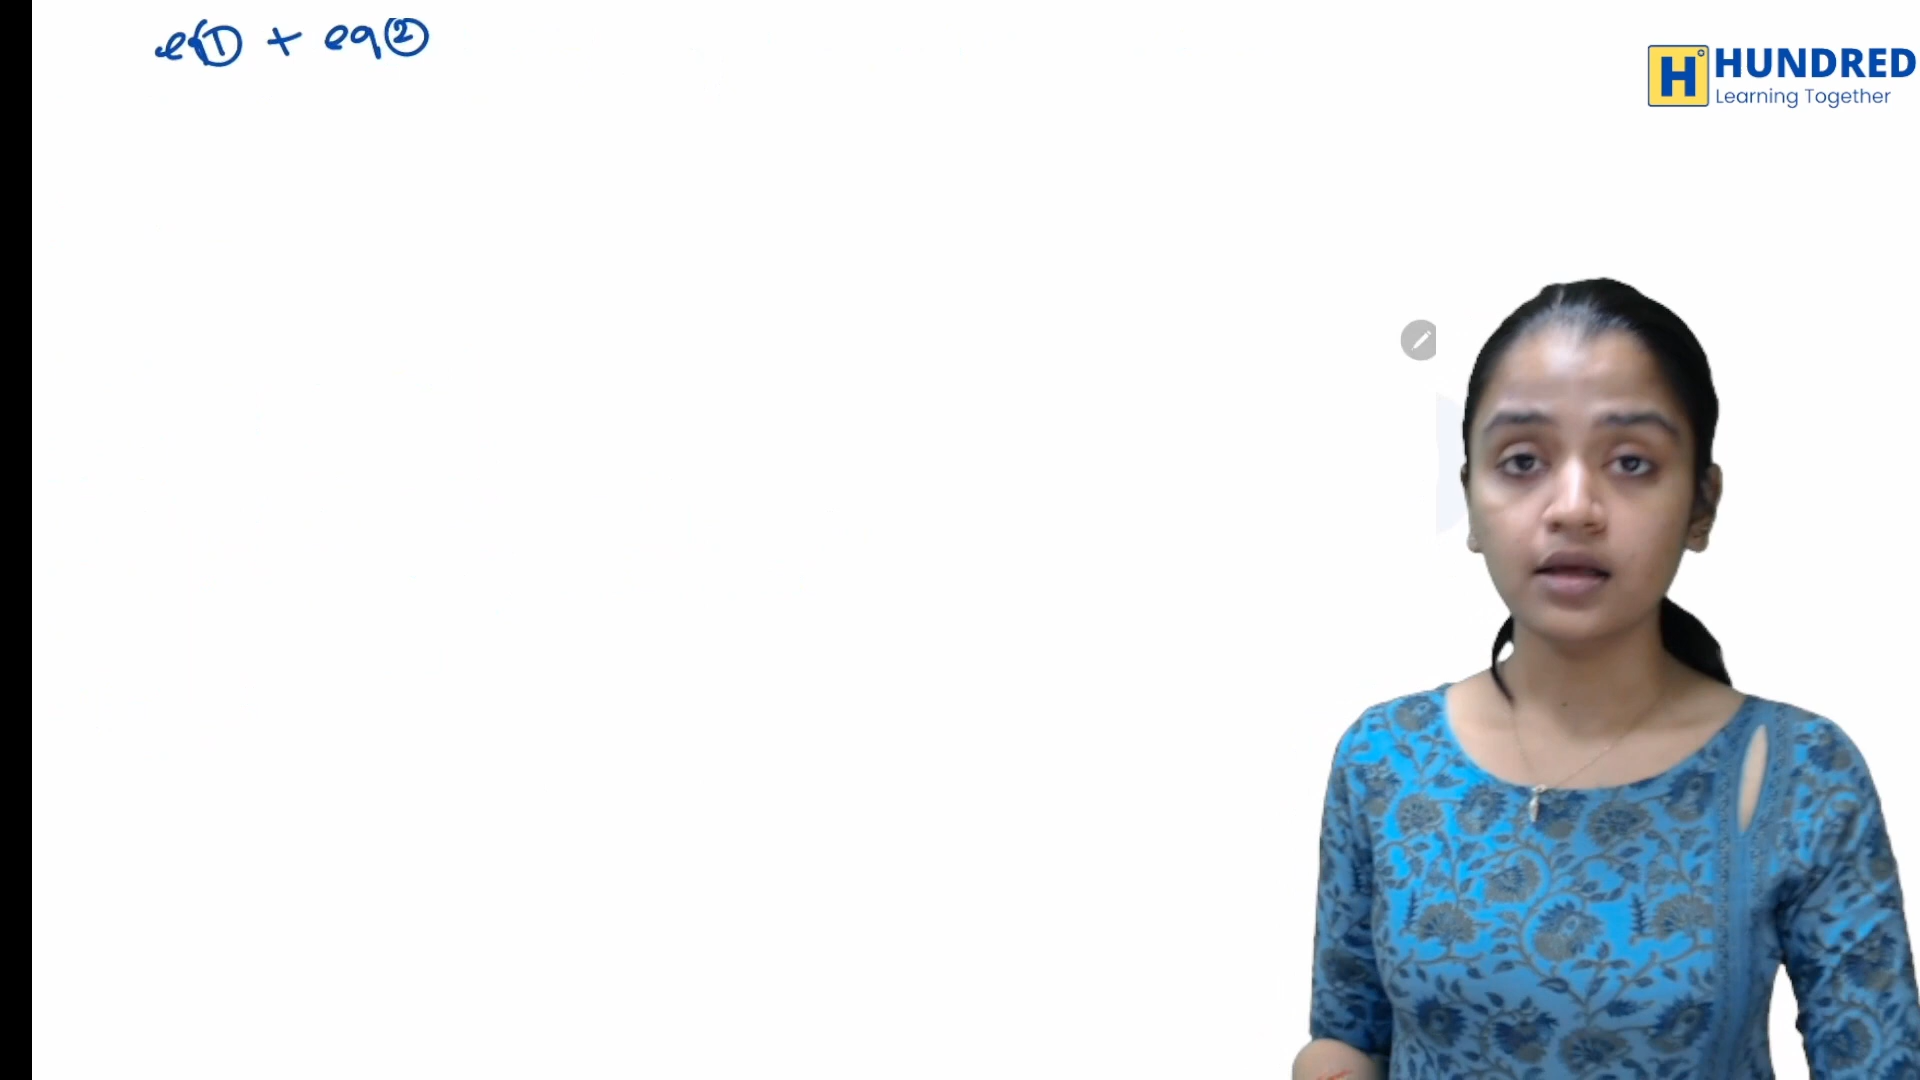 eq① + eq②
H° HUNDRED
Learning Together